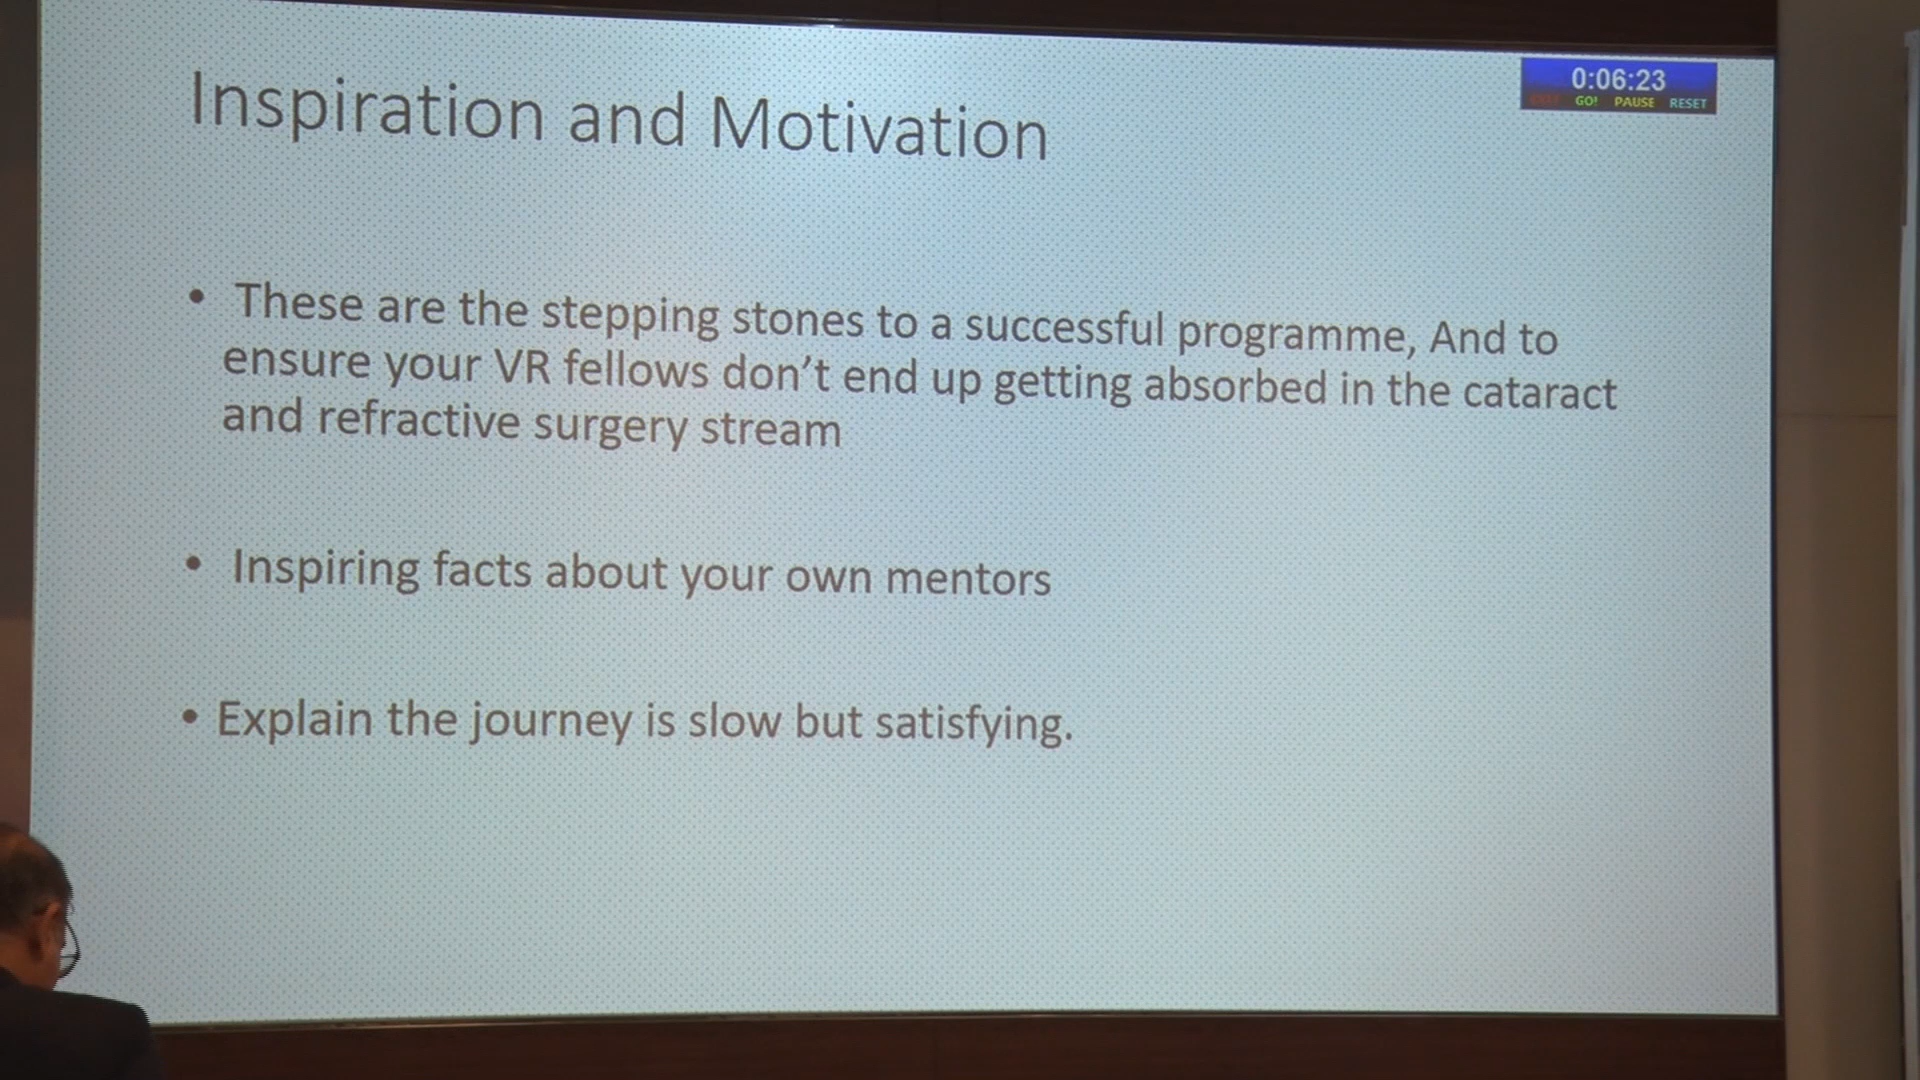 Inspiration and Motivation
0:06:23
EXIT GO! PAUSE RESET
• These are the stepping stones to a successful programme, And to
ensure your VR fellows don't end up getting absorbed in the cataract
and refractive surgery stream
• Inspiring facts about your own mentors
• Explain the journey is slow but satisfying.